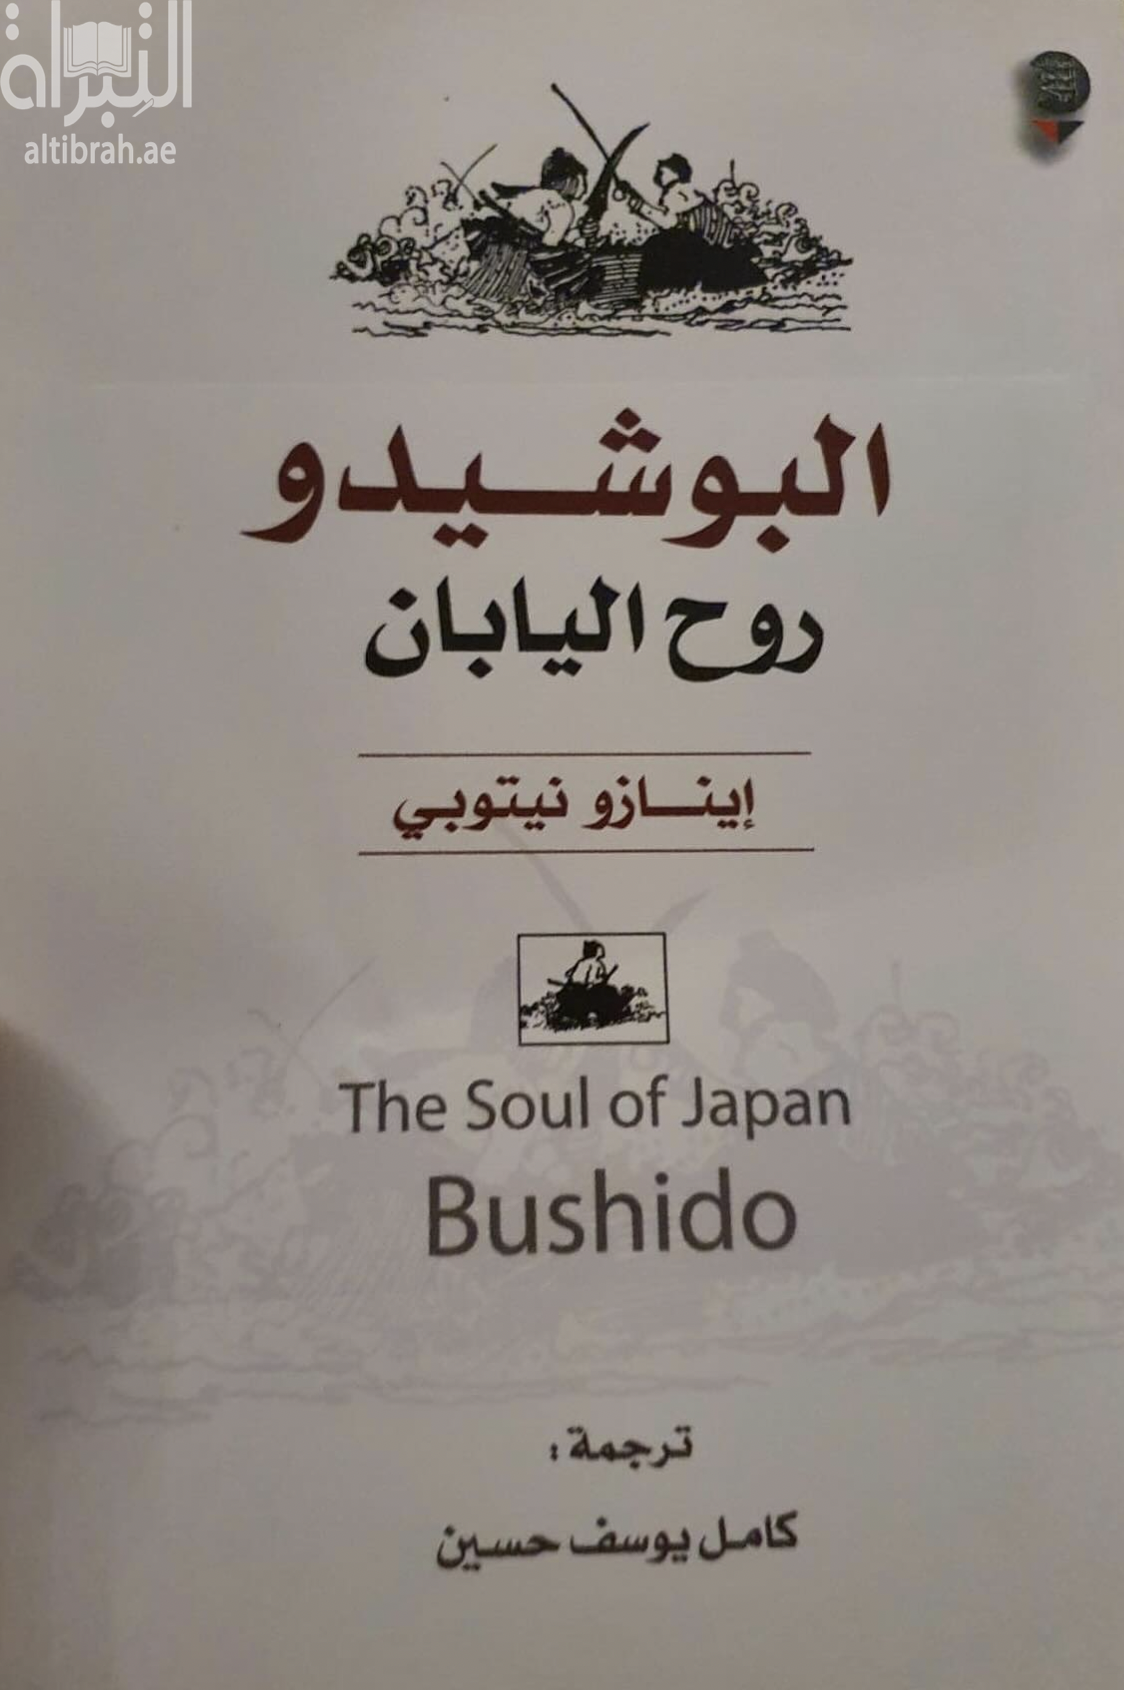 التبراة
altibrah.ae
البوشيدو
روح اليابان
إينازو نيتوبي
The Soul of Japan
Bushido
ترجمة :
كامل يوسف حسين